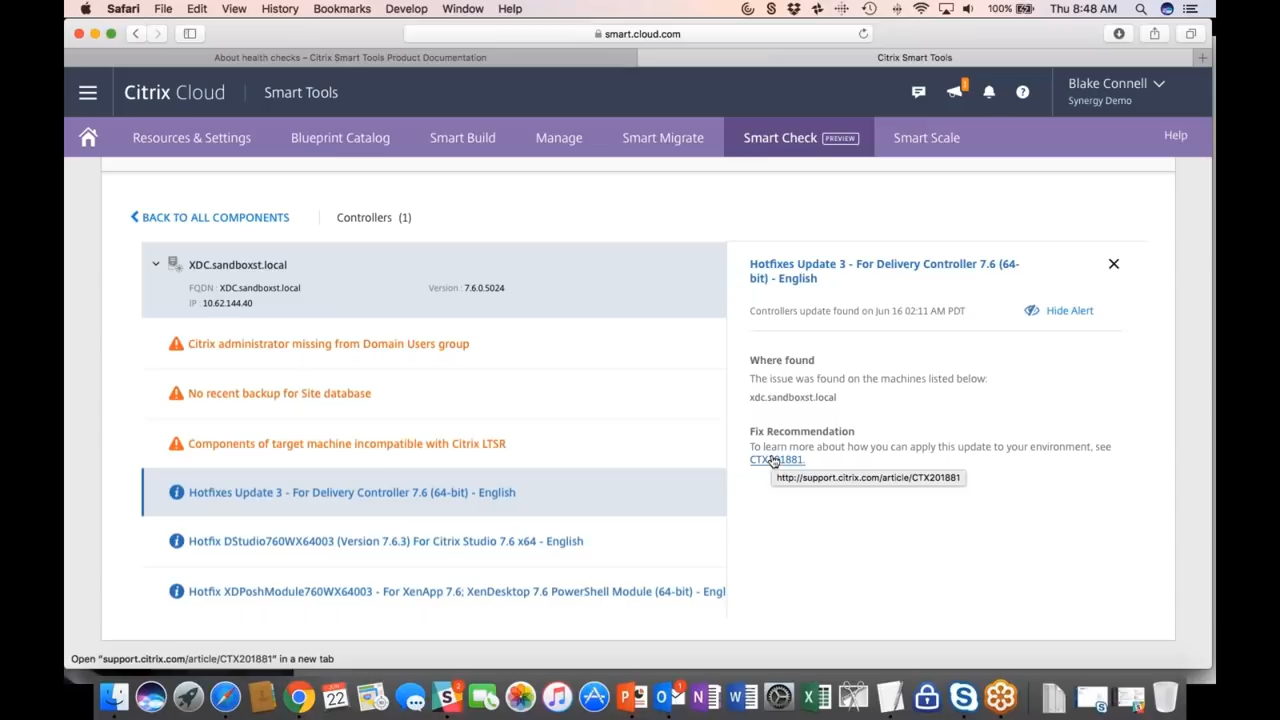 Safari File Edit View History Bookmarks Develop Window Help 100% Thu 8:48 AM
smart.cloud.com
About health checks – Citrix Smart Tools Product Documentation
Citrix Smart Tools
Citrix Cloud
Smart Tools
Blake Connell
Synergy Demo
Resources & Settings
Blueprint Catalog
Smart Build
Manage
Smart Migrate
Smart Check PREVIEW
Smart Scale
Help
BACK TO ALL COMPONENTS
Controllers (1)
XDC.sandboxst.local
FQDN : XDC.sandboxst.local
Version : 7.6.0.5024
IP : 10.62.144.40
Citrix administrator missing from Domain Users group
No recent backup for Site database
Components of target machine incompatible with Citrix LTSR
Hotfixes Update 3 - For Delivery Controller 7.6 (64-bit) - English
Hotfix DStudio760WX64003 (Version 7.6.3) For Citrix Studio 7.6 x64 - English
Hotfix XDPoshModule760WX64003 - For XenApp 7.6; XenDesktop 7.6 PowerShell Module (64-bit) - Engl
Hotfixes Update 3 - For Delivery Controller 7.6 (64-
bit) - English
Controllers update found on Jun 16 02:11 AM PDT
Hide Alert
Where found
The issue was found on the machines listed below:
xdc.sandboxst.local
Fix Recommendation
To learn more about how you can apply this update to your environment, see
CTX201881.
http://support.citrix.com/article/CTX201881
Open "support.citrix.com/article/CTX201881" in a new tab